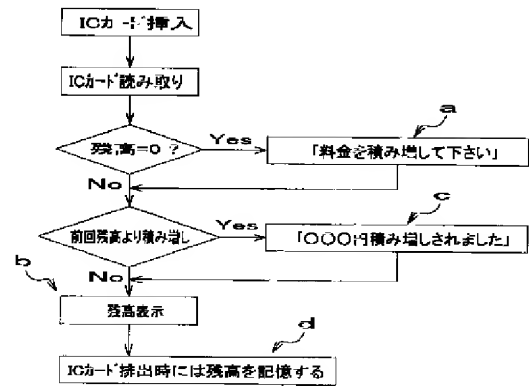 ICカード挿入
ICカード読み取り
a
残高=0 ?
Yes
「料金を積み増して下さい」
No
c
前回残高より積み増し
Yes
「〇〇〇円積み増しされました」
b
No
残高表示
d
ICカード排出時には残高を記憶する